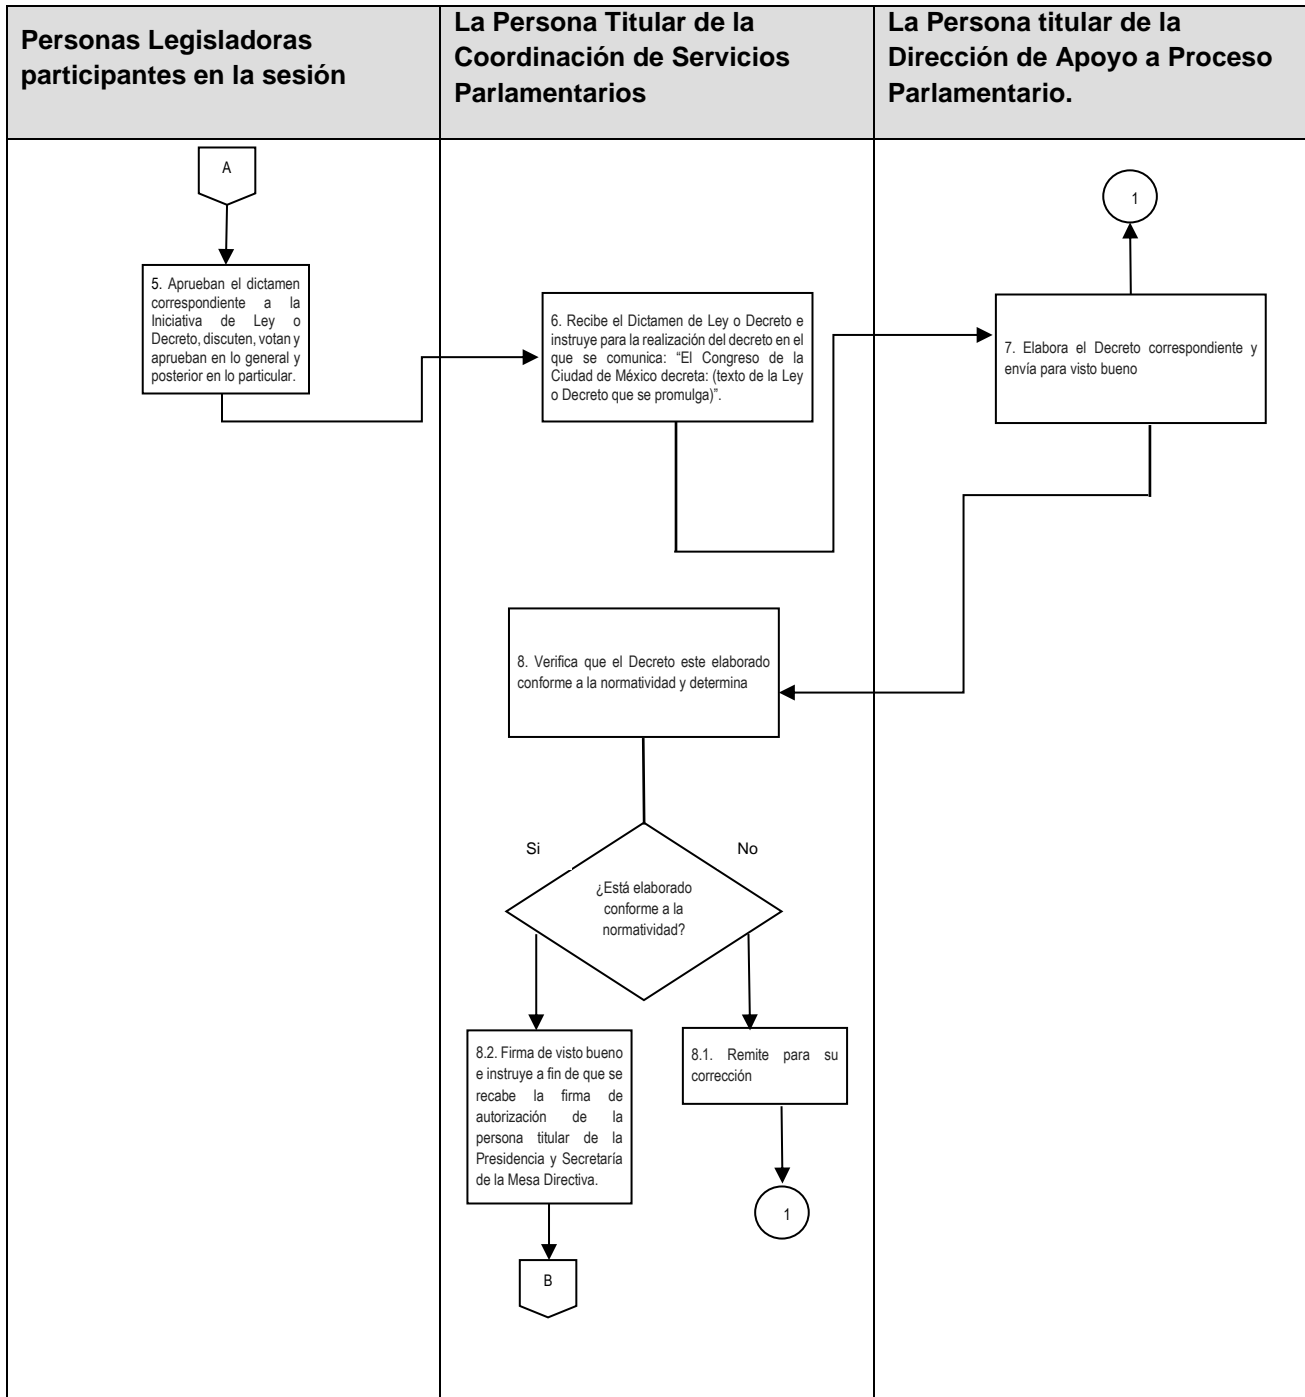 Personas Legisladoras
participantes en la sesión
La Persona Titular de la
Coordinación de Servicios
Parlamentarios
La Persona titular de la
Dirección de Apoyo a Proceso
Parlamentario.
A
1
5. Aprueban el dictamen
correspondiente a la
Iniciativa de Ley o
Decreto, discuten, votan y
aprueban en lo general y
posterior en lo particular.
6. Recibe el Dictamen de Ley o Decreto e
instruye para la realización del decreto en el
que se comunica: “El Congreso de la
Ciudad de México decreta: (texto de la Ley
o Decreto que se promulga)”.
7. Elabora el Decreto correspondiente y
envía para visto bueno
8. Verifica que el Decreto este elaborado
conforme a la normatividad y determina
Si
No
¿Está elaborado
conforme a la
normatividad?
8.2. Firma de visto bueno
e instruye a fin de que se
recabe la firma de
autorización de la
persona titular de la
Presidencia y Secretaría
de la Mesa Directiva.
8.1. Remite para su
corrección
1
B